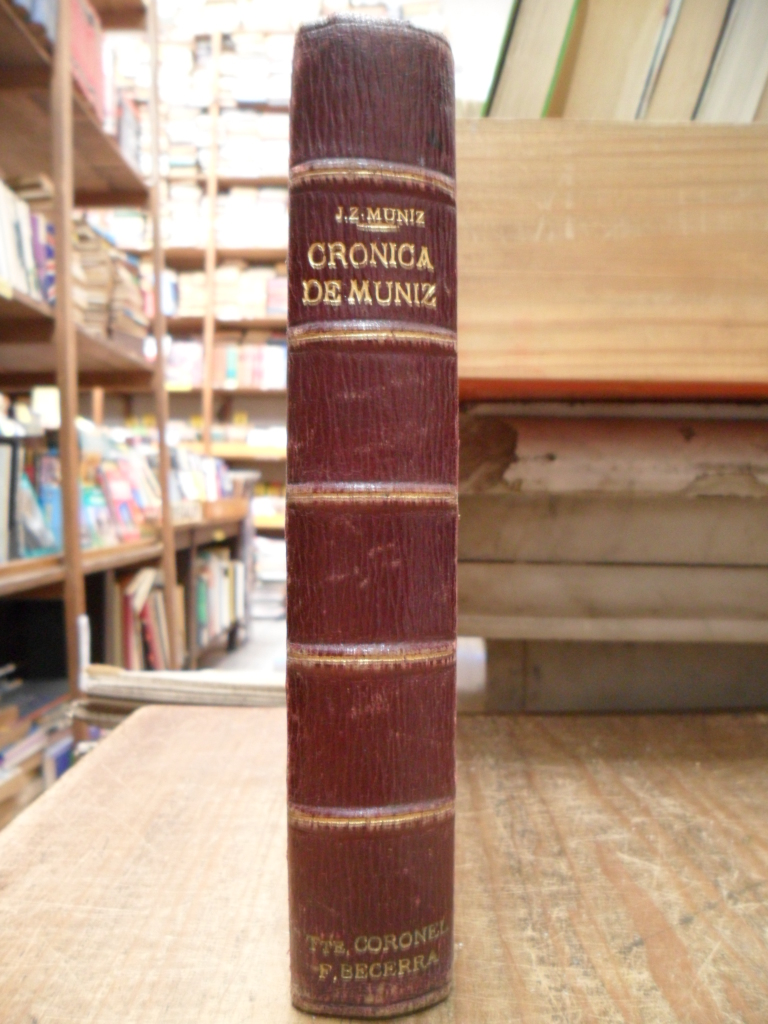 J.Z.MUNIZ
CRONICA
DE MUNIZ
TTE, CORONEL
F. BECERRA